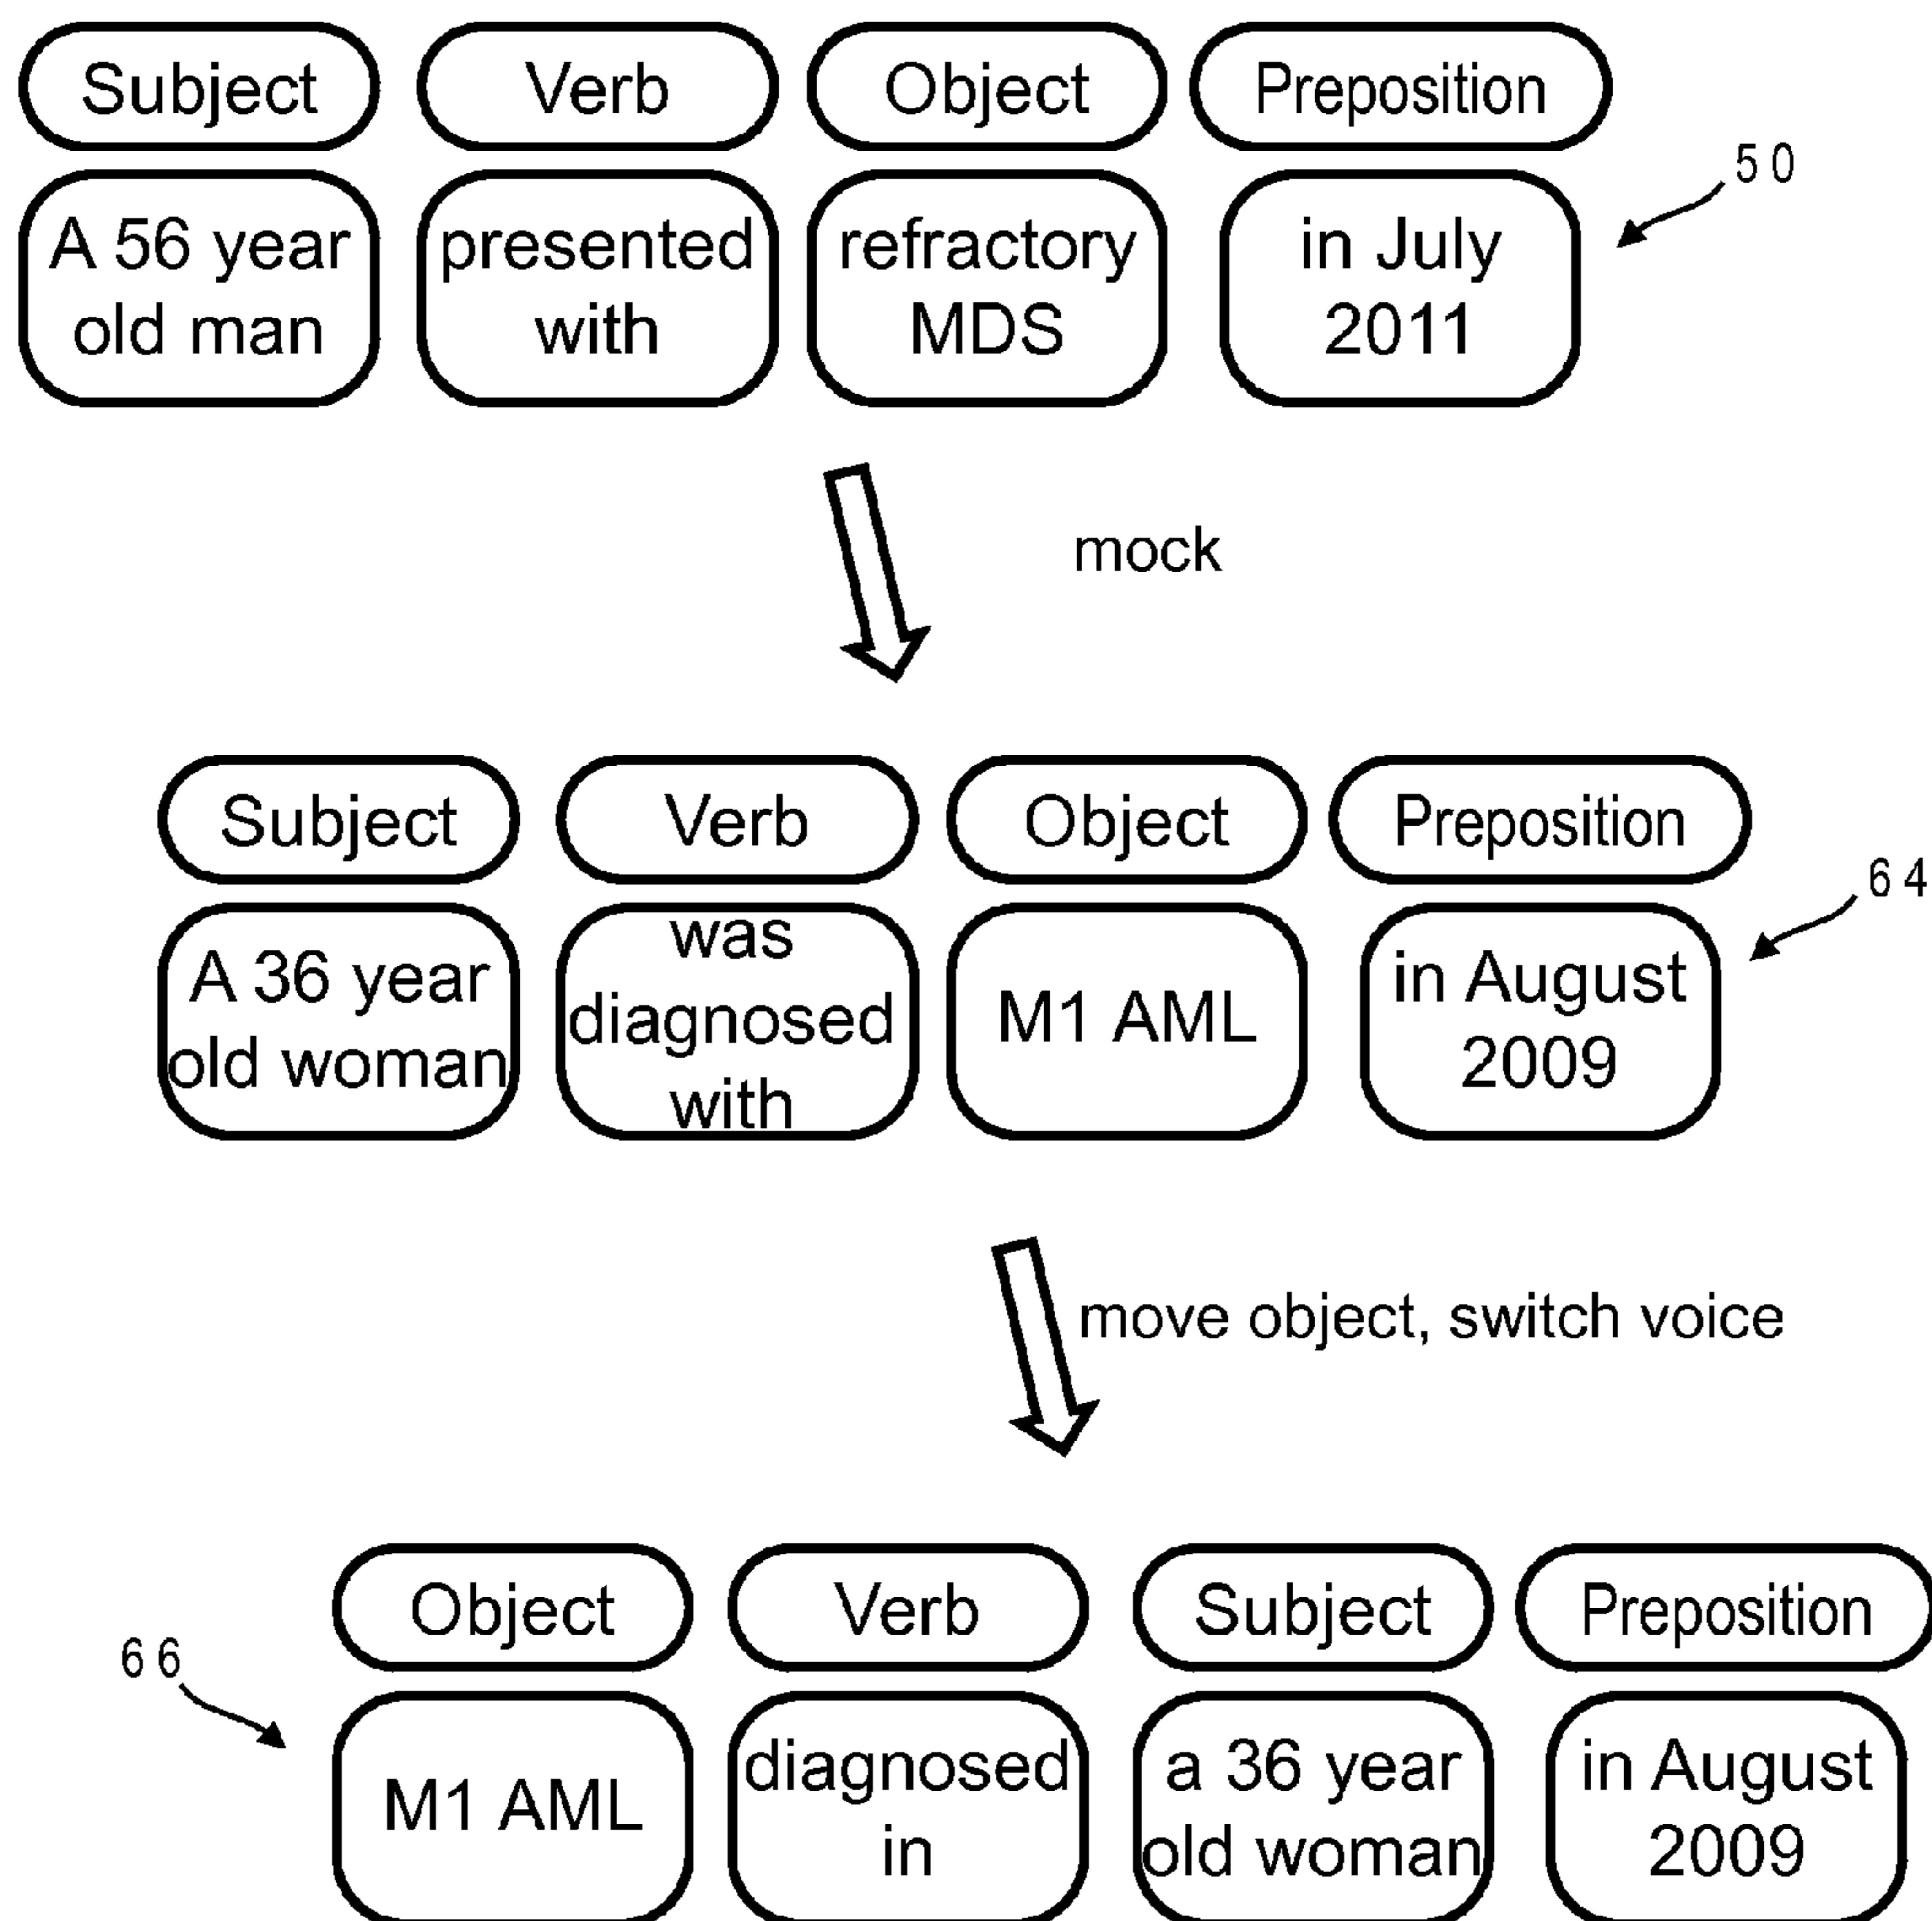 Subject Verb Object Preposition
50
A 56 year presented refractory in July
old man with MDS 2011
mock
Subject Verb Object Preposition
64
was
A 36 year diagnosed M1 AML in August
old woman with 2009
move object, switch voice
Object Verb Subject Preposition
66
M1 AML diagnosed a 36 year in August
in old woman 2009